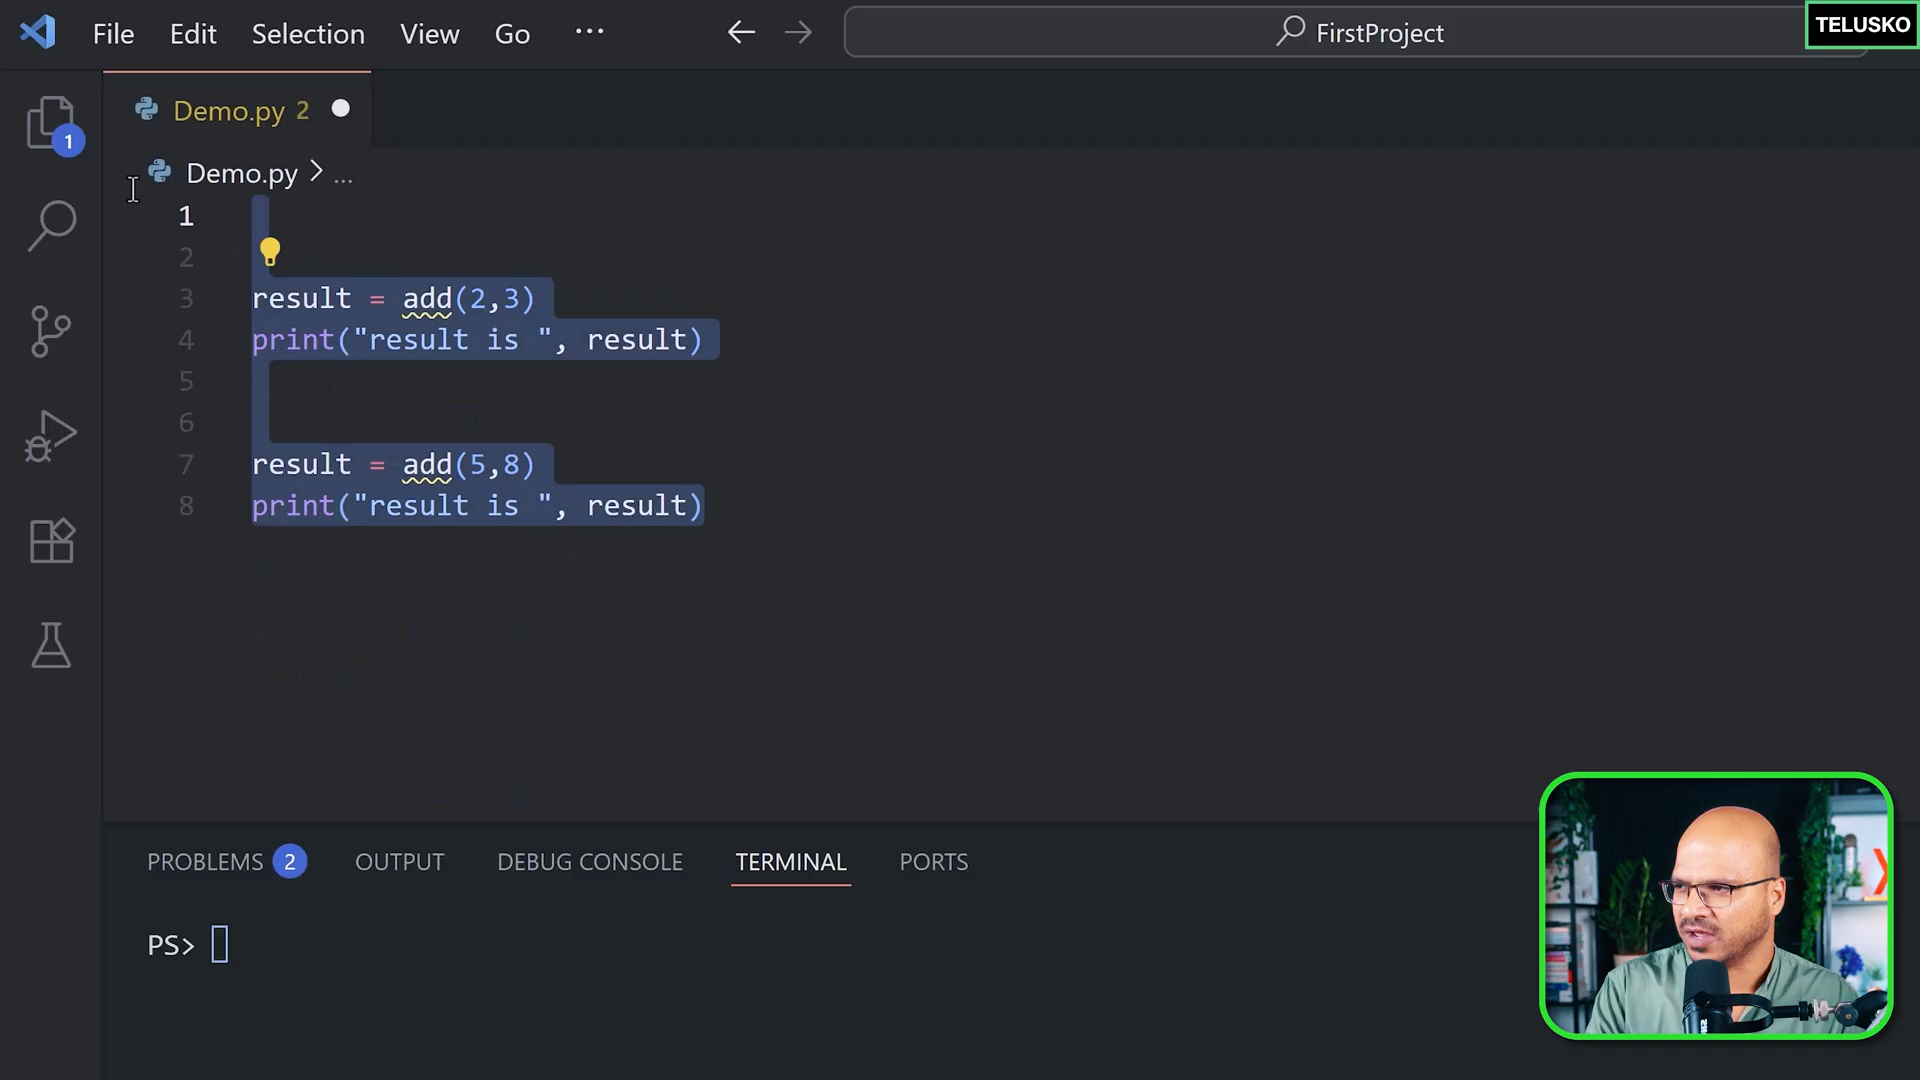 File Edit Selection View Go ... FirstProject TELUSKO
Demo.py 2
1
Demo.py > ...
1
2
3 result = add(2,3)
4 print("result is ", result)
5
6
7 result = add(5,8)
8 print("result is ", result)
PROBLEMS 2 OUTPUT DEBUG CONSOLE TERMINAL PORTS
PS>